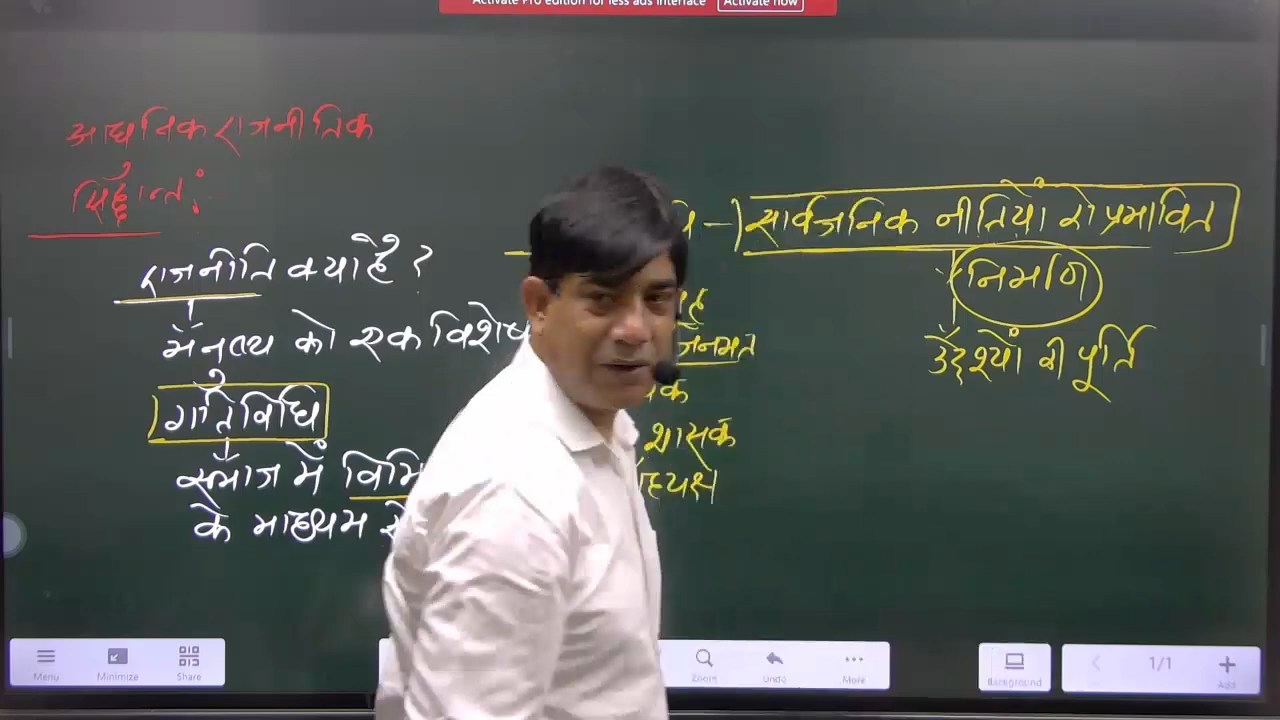 Activate Pro edition for less ads interface Activate now
आधुनिक राजनीतिक
सिद्धान्त:
राजनीति क्या है ?
मनुष्य को एक विशेष
गतिविधि
समाज में
के माध्यम से
सार्वजनिक नीतियों को प्रभावित
निर्माण
उद्देश्यों की पूर्ति
जनमत
शासक
Menu Minimize Share Zoom Undo More Background 1/1 Add